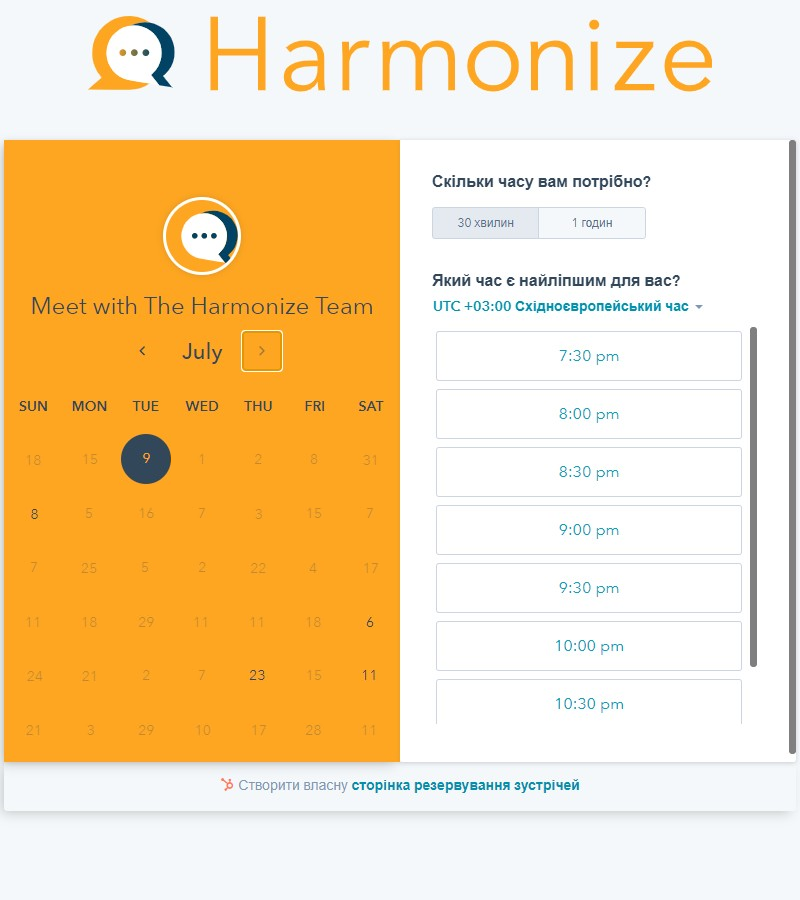 Harmonize
Meet with The Harmonize Team
July
SUN MON TUE WED THU FRI SAT
18 15 9 1 2 8 31
8 5 16 7 3 15 7
7 25 5 2 22 4 17
11 18 29 11 11 18 6
24 21 2 7 23 15 11
21 3 29 10 17 28 11
Скільки часу вам потрібно?
30 хвилин 1 годин
Який час є найліпшим для вас?
UTC +03:00 Східноєвропейський час
7:30 pm
8:00 pm
8:30 pm
9:00 pm
9:30 pm
10:00 pm
10:30 pm
Створити власну сторінка резервування зустрічей